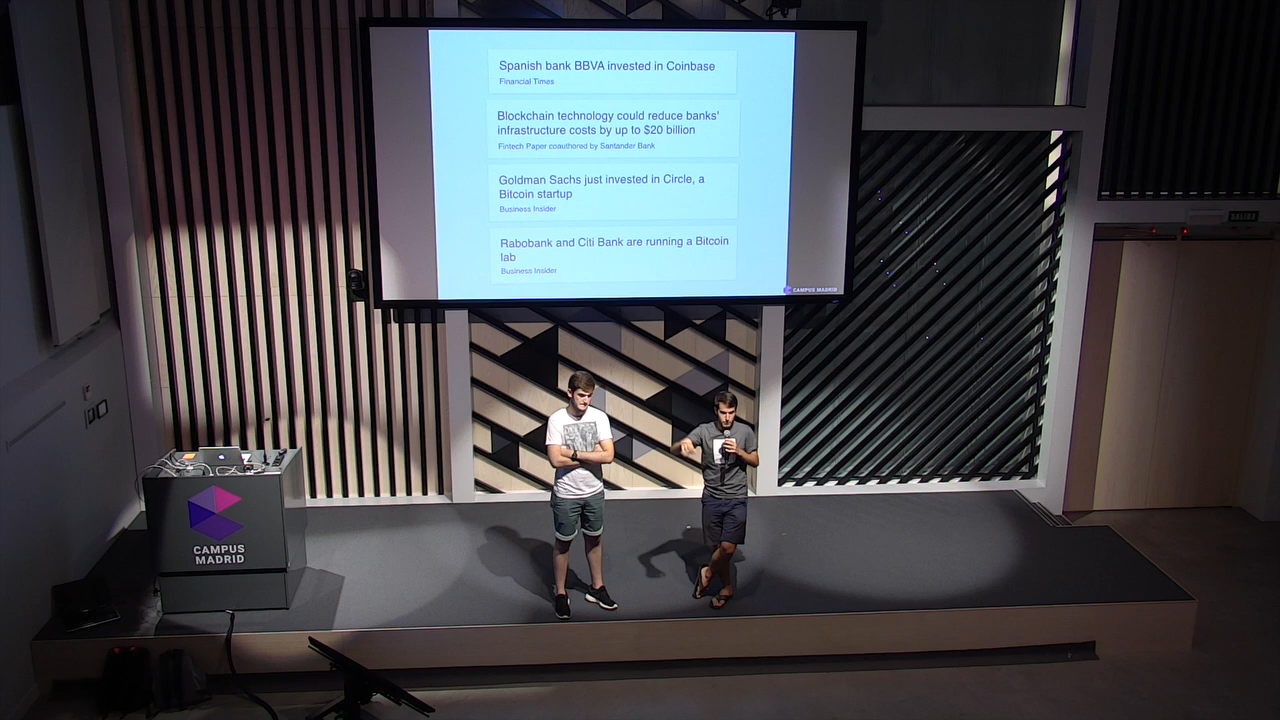 Spanish bank BBVA invested in Coinbase
Financial Times
Blockchain technology could reduce banks'
infrastructure costs by up to $20 billion
Fintech Paper coauthored by Santander Bank
Goldman Sachs just invested in Circle, a
Bitcoin startup
Business Insider
Rabobank and Citi Bank are running a Bitcoin
lab
Business Insider
CAMPUS MADRID
SALIDA
CAMPUS
MADRID